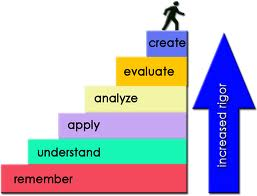 create
evaluate
analyze
apply
understand
remember
increased rigor